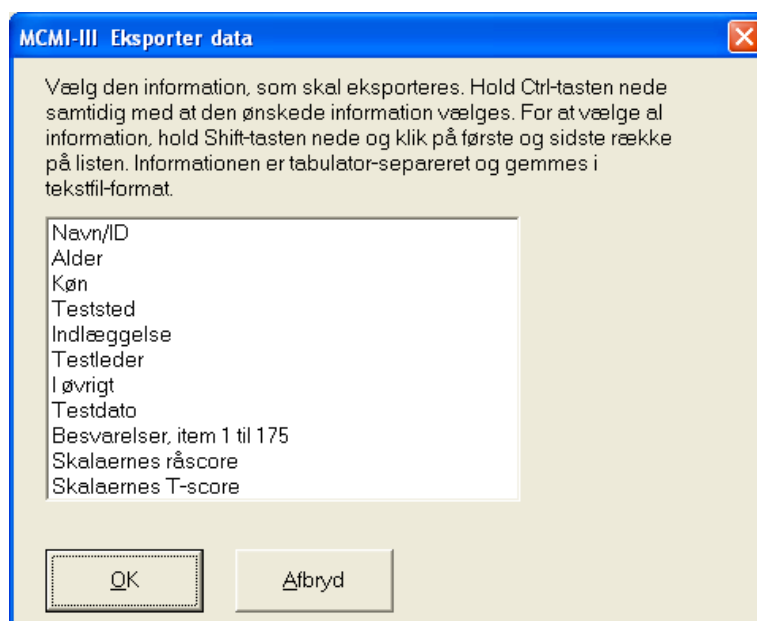 MCMI-III Eksporter data
Vælg den information, som skal eksporteres. Hold Ctrl-tasten nede
samtidig med at den ønskede information vælges. For at vælge al
information, hold Shift-tasten nede og klik på første og sidste række
på listen. Informationen er tabulator-separeret og gemmes i
tekstfil-format.
Navn/ID
Alder
Køn
Teststed
Indlæggelse
Testleder
I øvrigt
Testdato
Besvarelser, item 1 til 175
Skalaernes råscore
Skalaernes T-score
OK
Afbryd